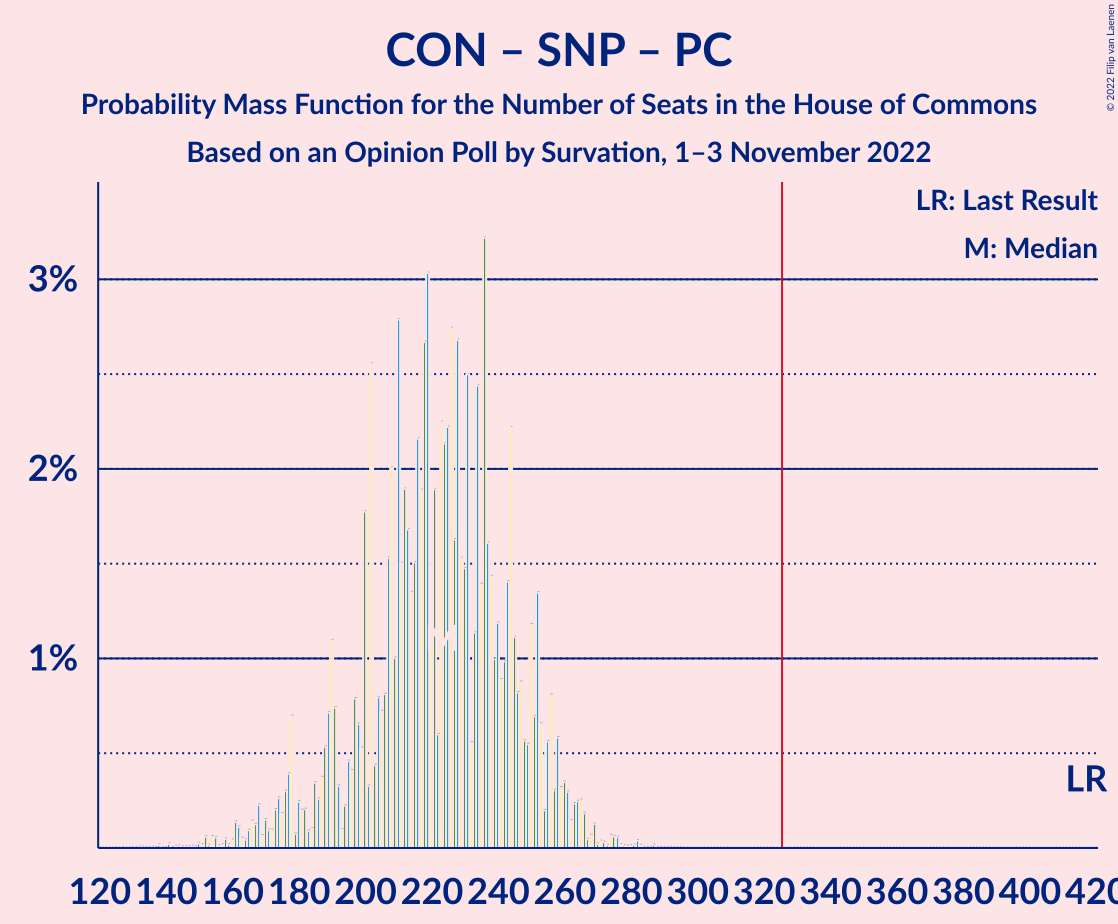 CON – SNP – PC
Probability Mass Function for the Number of Seats in the House of Commons
Based on an Opinion Poll by Survation, 1–3 November 2022
© 2022 Filip van Laenen
LR: Last Result
M: Median
3%
2%
1%
M
LR
120 140 160 180 200 220 240 260 280 300 320 340 360 380 400 420